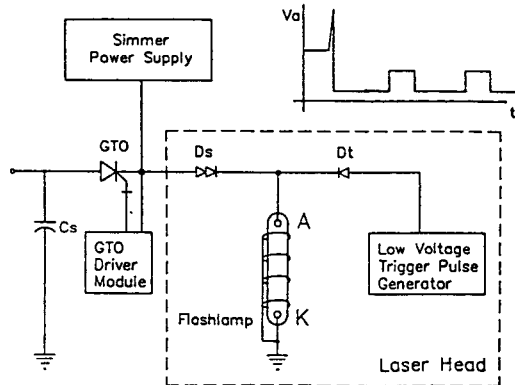 Simmer
Power Supply
Va
t
GTO
Ds
Dt
Cs
GTO
Driver
Module
A
K
Flashlamp
Low Voltage
Trigger Pulse
Generator
Laser Head